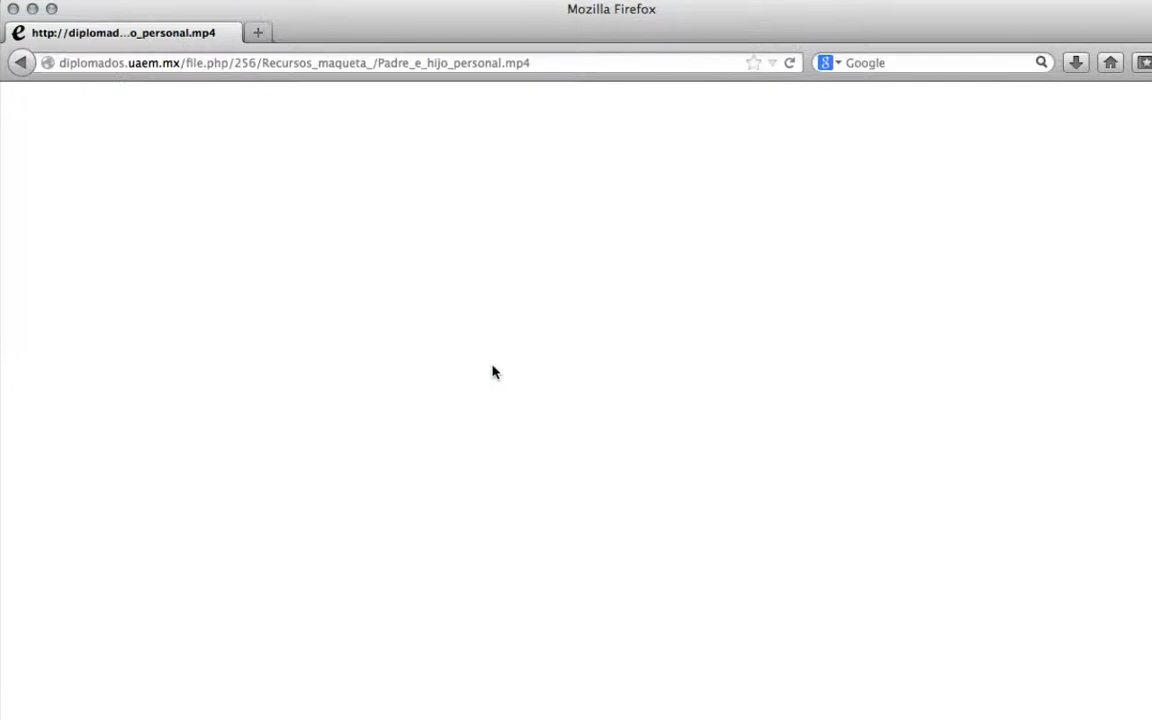 Mozilla Firefox
http://diplomad...o_personal.mp4
diplomados.uaem.mx/file.php/256/Recursos_maqueta_/Padre_e_hijo_personal.mp4
Google